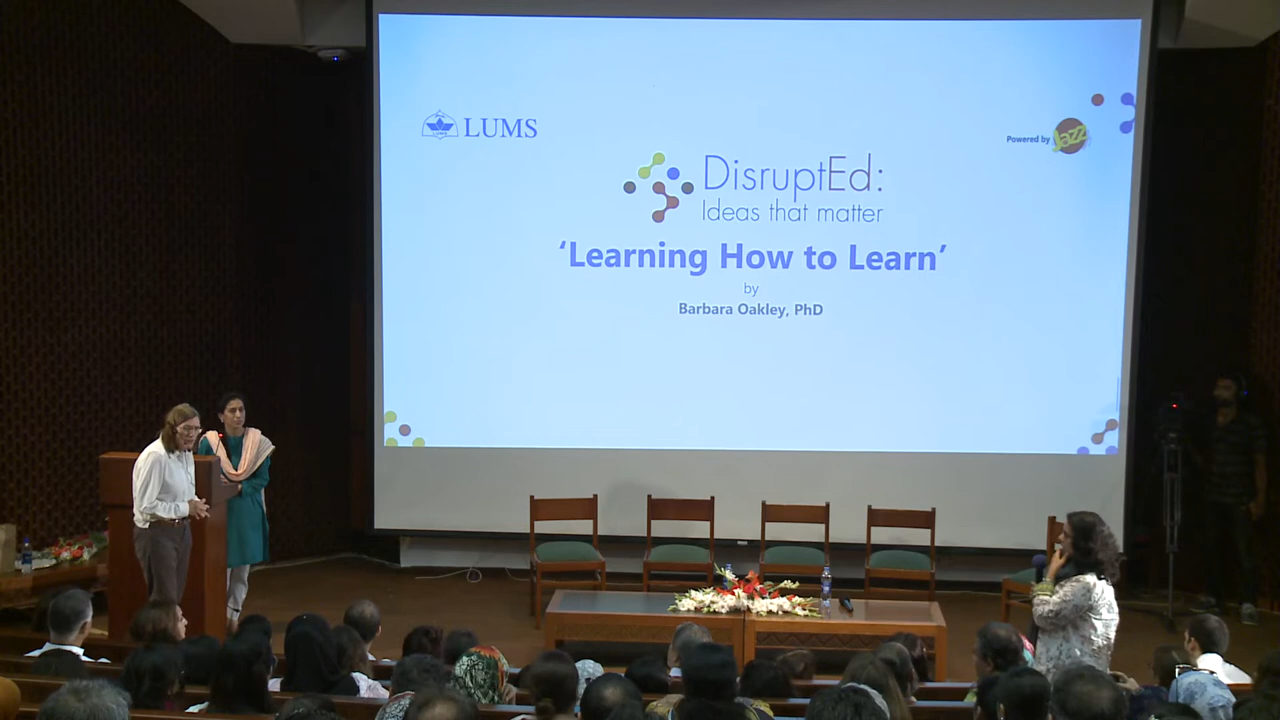 LUMS
Powered by Jazz
DisruptEd:
Ideas that matter
‘Learning How to Learn’
by
Barbara Oakley, PhD